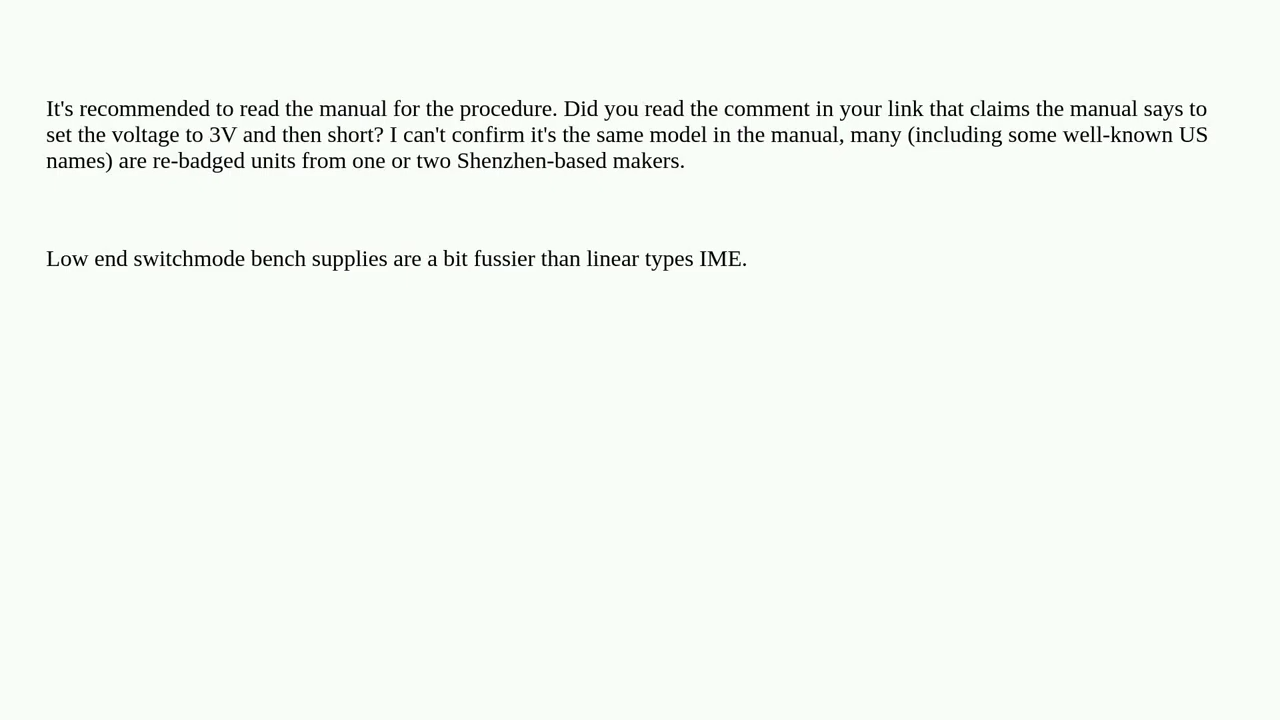 It's recommended to read the manual for the procedure. Did you read the comment in your link that claims the manual says to
set the voltage to 3V and then short? I can't confirm it's the same model in the manual, many (including some well-known US
names) are re-badged units from one or two Shenzhen-based makers.
Low end switchmode bench supplies are a bit fussier than linear types IME.